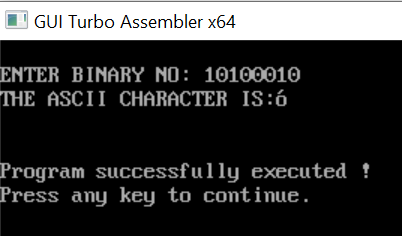 GUI Turbo Assembler x64
ENTER BINARY NO: 10100010
THE ASCII CHARACTER IS:ó
Program successfully executed !
Press any key to continue.